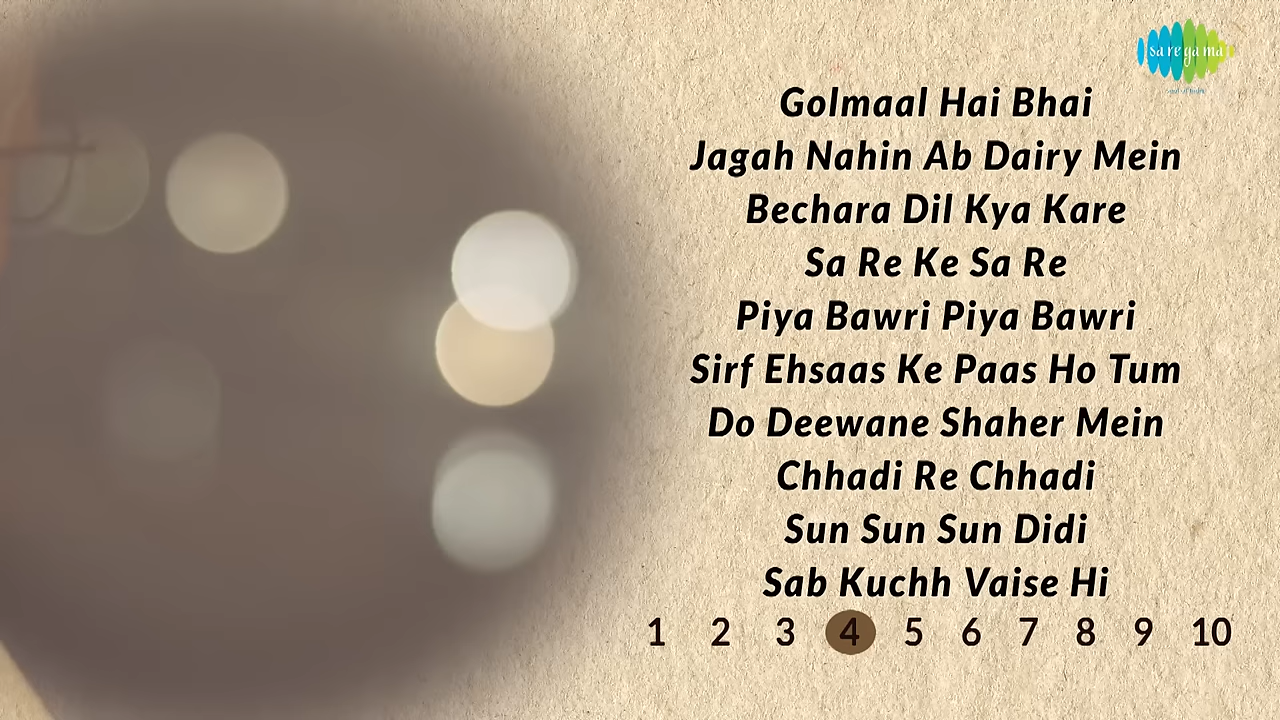 sa re ga ma
Golmaal Hai Bhai
Jagah Nahin Ab Dairy Mein
Bechara Dil Kya Kare
Sa Re Ke Sa Re
Piya Bawri Piya Bawri
Sirf Ehsaas Ke Paas Ho Tum
Do Deewane Shaher Mein
Chhadi Re Chhadi
Sun Sun Sun Didi
Sab Kuchh Vaise Hi
1 2 3 4 5 6 7 8 9 10